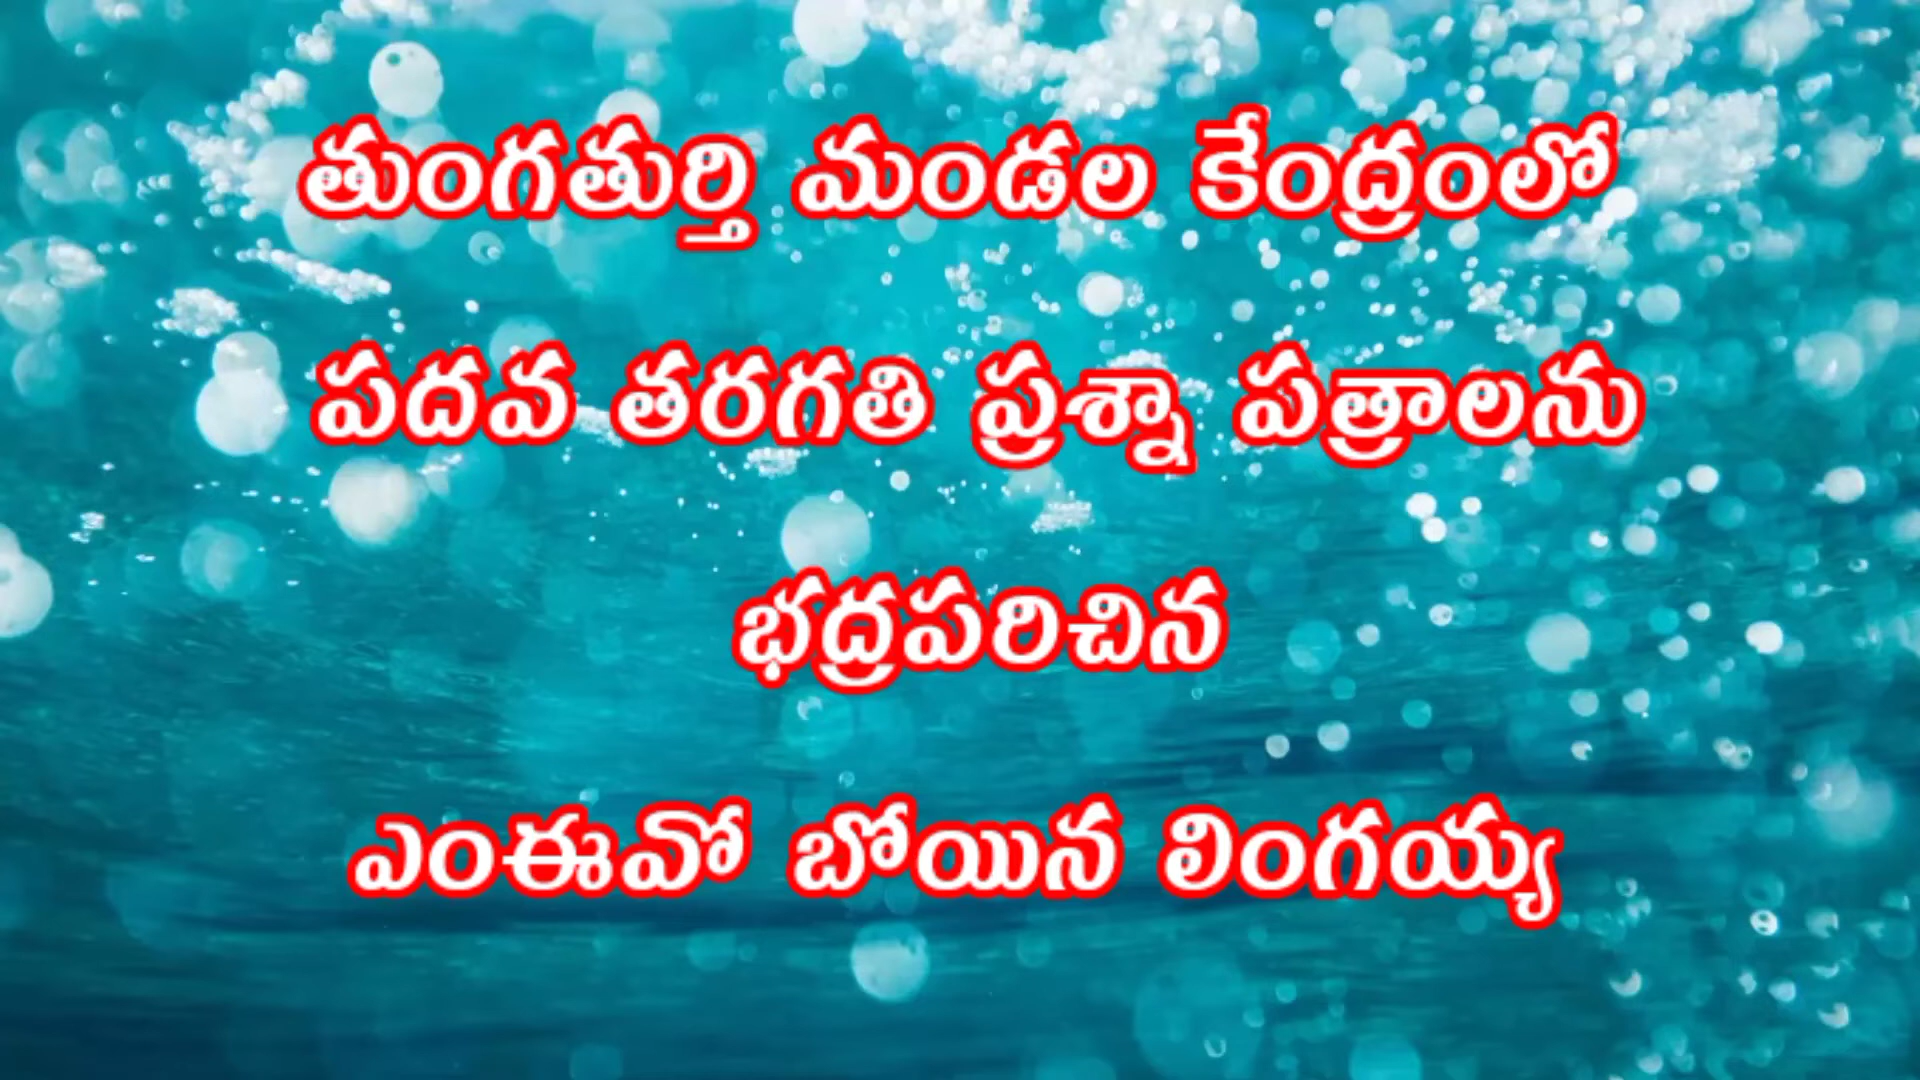 తుంగతుర్తి మండల కేంద్రంలో
పదవ తరగతి ప్రశ్నా పత్రాలను
భద్రపరిచిన
ఎంఈవో బోయిన లింగయ్య